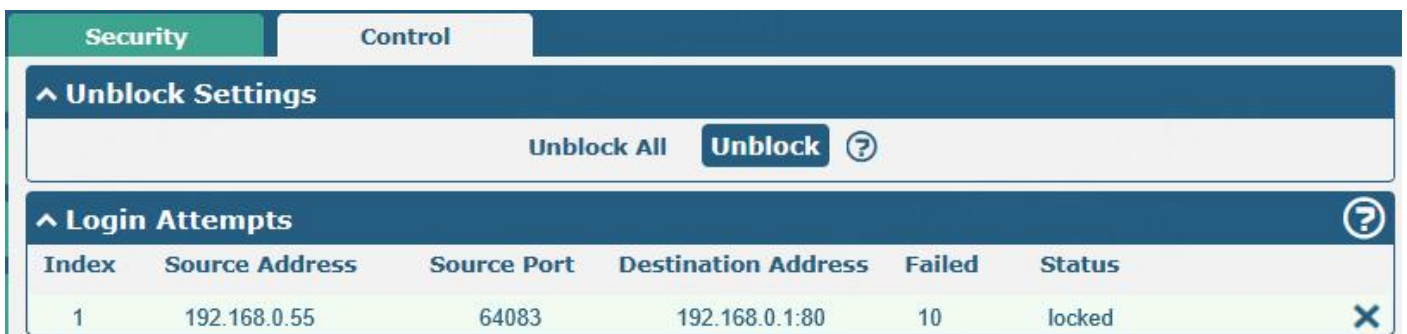 Security Control
Unblock Settings
Unblock All Unblock ?
Login Attempts ?
Index Source Address Source Port Destination Address Failed Status
1 192.168.0.55 64083 192.168.0.1:80 10 locked